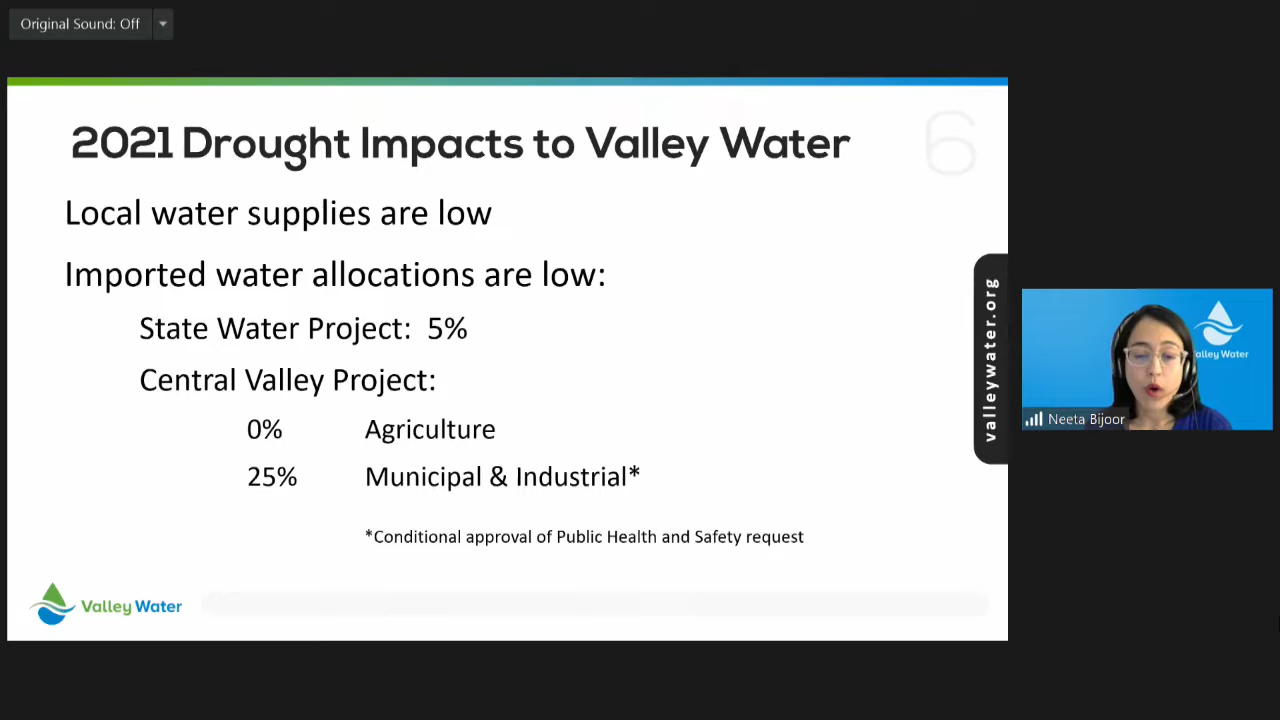 Original Sound: Off
2021 Drought Impacts to Valley Water
6
Local water supplies are low
Imported water allocations are low:
State Water Project: 5%
Central Valley Project:
0% Agriculture
25% Municipal & Industrial*
*Conditional approval of Public Health and Safety request
Valley Water
valleywater.org
alley Water
Neeta Bijoor